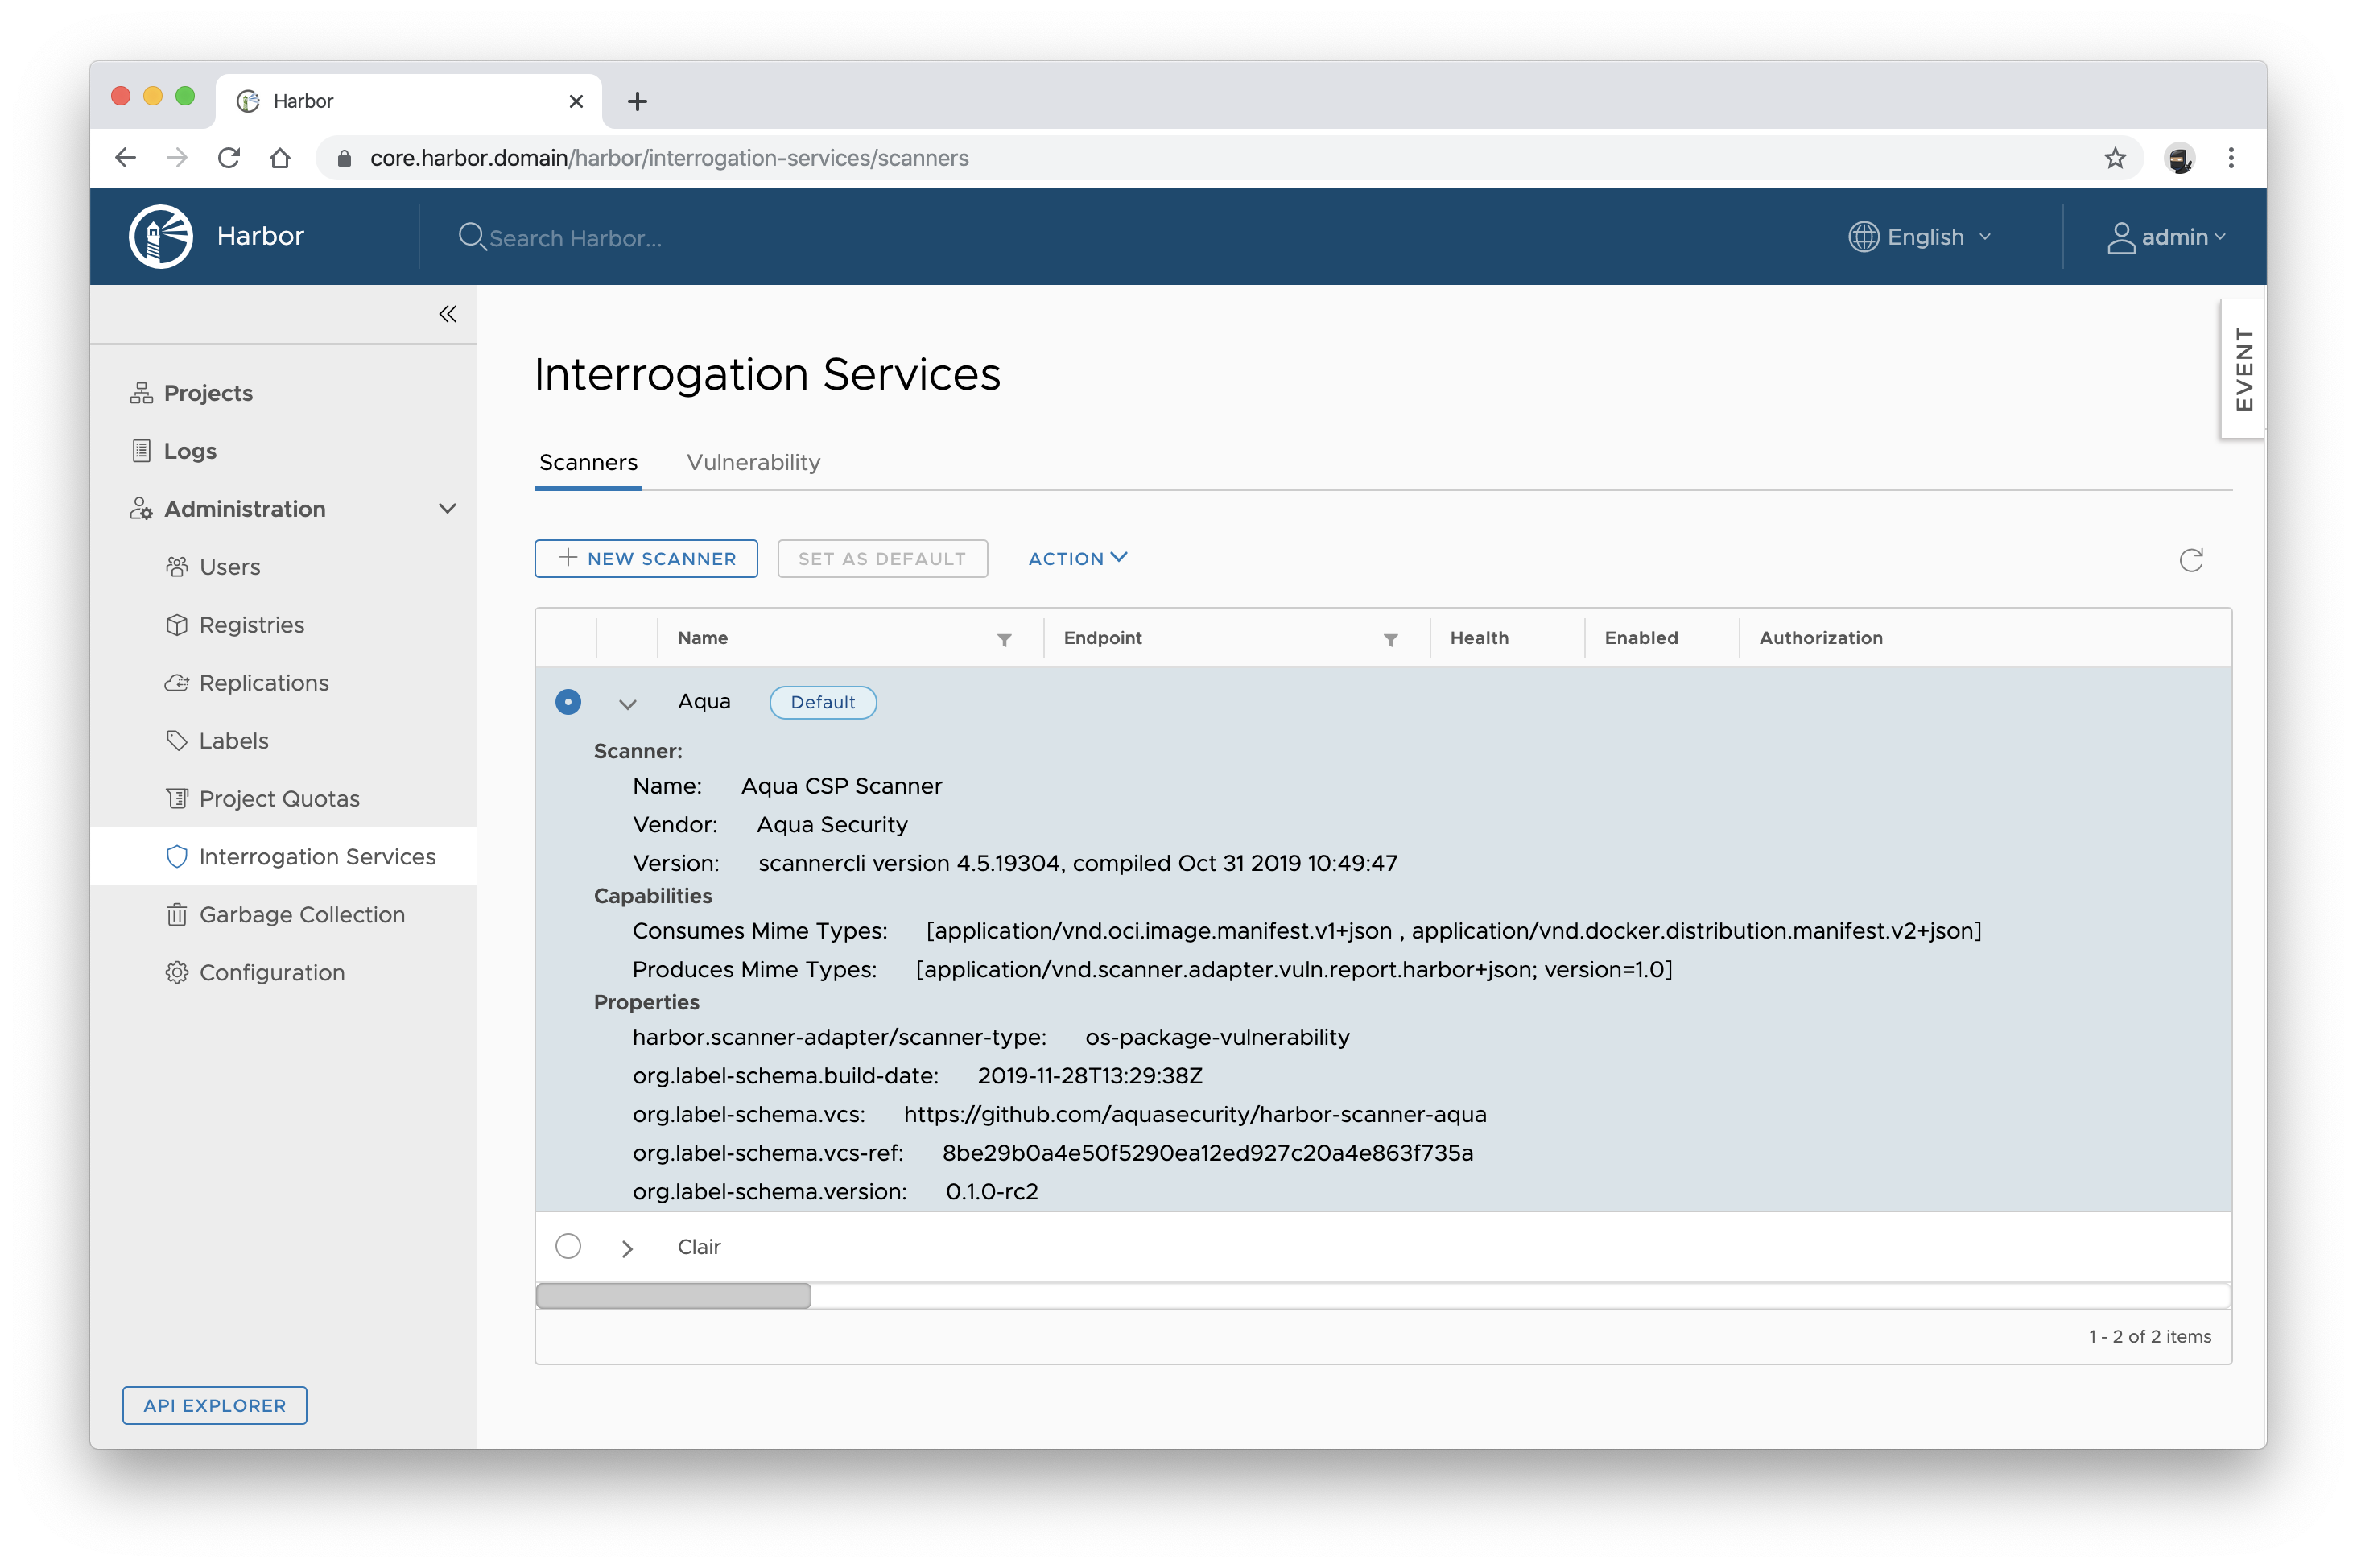 Harbor
core.harbor.domain/harbor/interrogation-services/scanners
Harbor
Search Harbor...
English
admin
EVENT
Projects
Logs
Administration
Users
Registries
Replications
Labels
Project Quotas
Interrogation Services
Garbage Collection
Configuration
API EXPLORER
Interrogation Services
Scanners Vulnerability
NEW SCANNER SET AS DEFAULT ACTION
Name Endpoint Health Enabled Authorization
Aqua Default
Scanner:
Name: Aqua CSP Scanner
Vendor: Aqua Security
Version: scannercli version 4.5.19304, compiled Oct 31 2019 10:49:47
Capabilities
Consumes Mime Types: [application/vnd.oci.image.manifest.v1+json , application/vnd.docker.distribution.manifest.v2+json]
Produces Mime Types: [application/vnd.scanner.adapter.vuln.report.harbor+json; version=1.0]
Properties
harbor.scanner-adapter/scanner-type: os-package-vulnerability
org.label-schema.build-date: 2019-11-28T13:29:38Z
org.label-schema.vcs: https://github.com/aquasecurity/harbor-scanner-aqua
org.label-schema.vcs-ref: 8be29b0a4e50f5290ea12ed927c20a4e863f735a
org.label-schema.version: 0.1.0-rc2
Clair
1 - 2 of 2 items